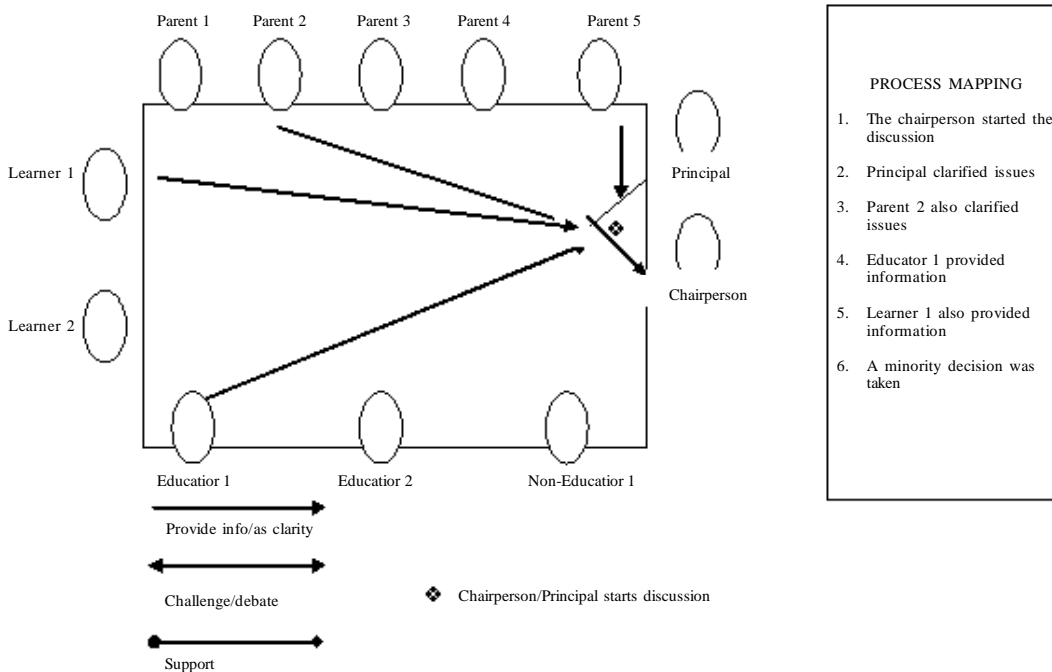 Parent 1
Parent 2
Parent 3
Parent 4
Parent 5
PROCESS MAPPING
1. The chairperson started the
discussion
2. Principal clarified issues
3. Parent 2 also clarified
issues
4. Educator 1 provided
information
5. Learner 1 also provided
information
6. A minority decision was
taken
Learner 1
Principal
Chairperson
Learner 2
Educatior 1
Educatior 2
Non-Educatior 1
Provide info/as clarity
Challenge/debate
Chairperson/Principal starts discussion
Support